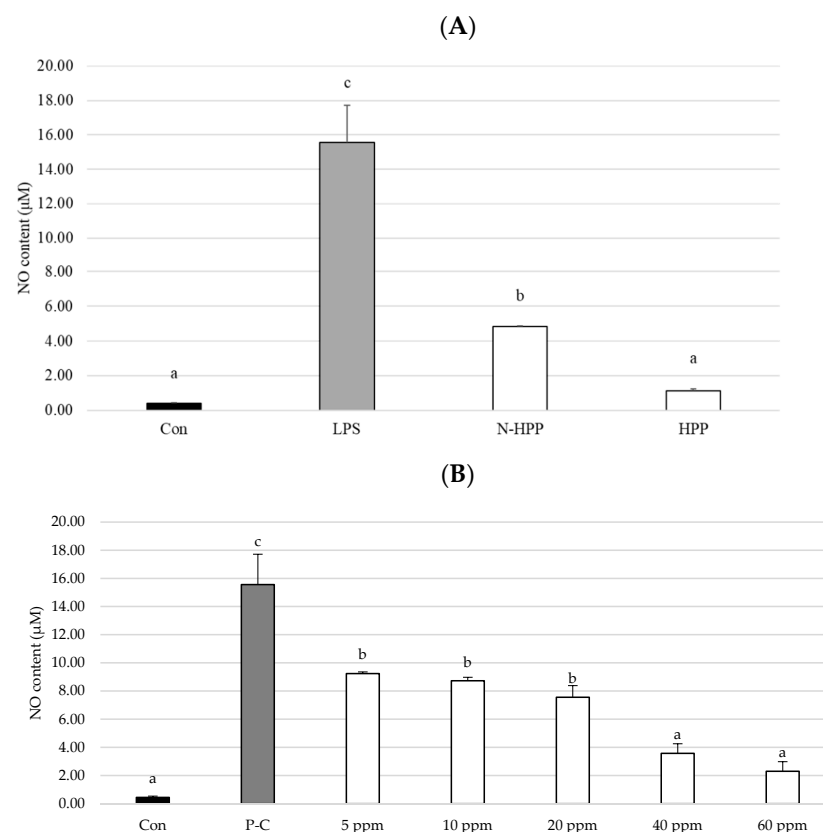 (A)
NO content (μM)
20.00
18.00
16.00
14.00
12.00
10.00
8.00
6.00
4.00
2.00
0.00
a
c
b
a
Con LPS N-HPP HPP
(B)
NO content (μM)
20.00
18.00
16.00
14.00
12.00
10.00
8.00
6.00
4.00
2.00
0.00
a
c
b
b
b
a
a
Con P-C 5 ppm 10 ppm 20 ppm 40 ppm 60 ppm